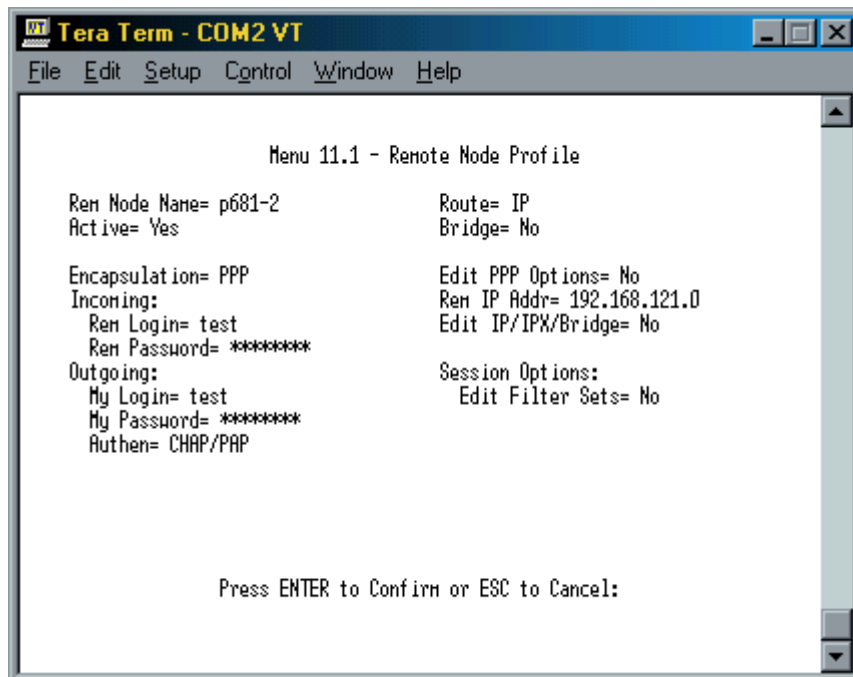 Tera Term - COM2 VT
File Edit Setup Control Window Help
Menu 11.1 - Remote Node Profile
Rem Node Name= p681-2 Route= IP
Active= Yes Bridge= No
Encapsulation= PPP Edit PPP Options= No
Incoming: Rem IP Addr= 192.168.121.0
Rem Login= test Edit IP/IPX/Bridge= No
Rem Password= ********
Outgoing: Session Options:
My Login= test Edit Filter Sets= No
My Password= ********
Authen= CHAP/PAP
Press ENTER to Confirm or ESC to Cancel: